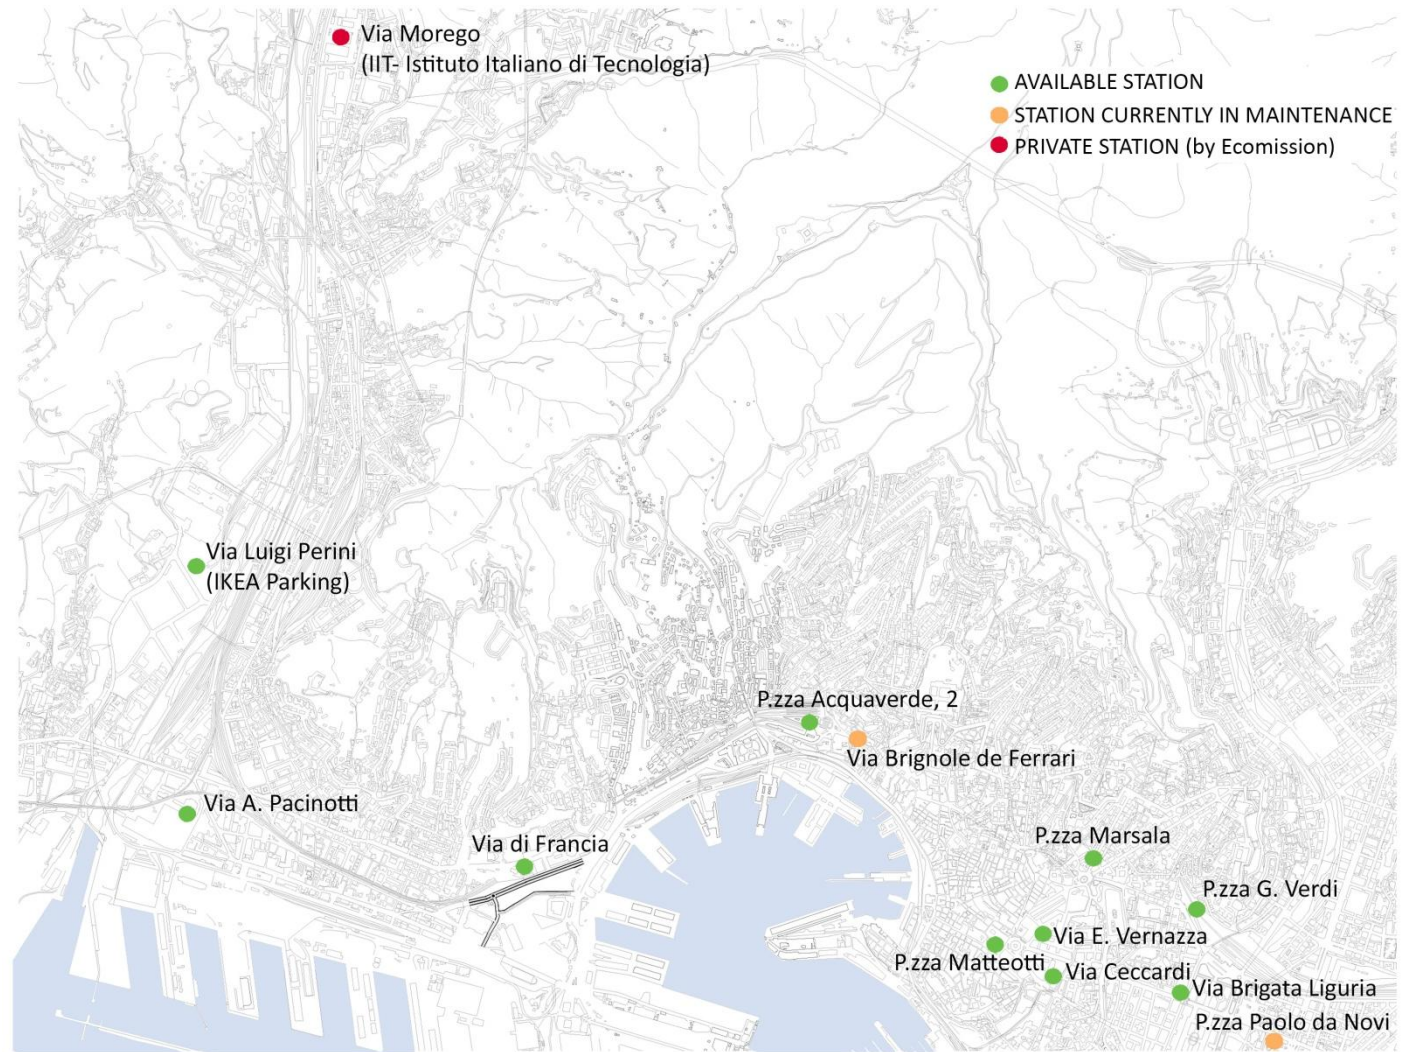 Via Morego
(IIT- Istituto Italiano di Tecnologia)
AVAILABLE STATION
STATION CURRENTLY IN MAINTENANCE
PRIVATE STATION (by Ecomission)
Via Luigi Perini
(IKEA Parking)
P.zza Acquaverde, 2
Via Brignole de Ferrari
Via A. Pacinotti
Via di Francia
P.zza Marsala
P.zza G. Verdi
Via E. Vernazza
P.zza Matteotti
Via Ceccardi
Via Brigata Liguria
P.zza Paolo da Novi